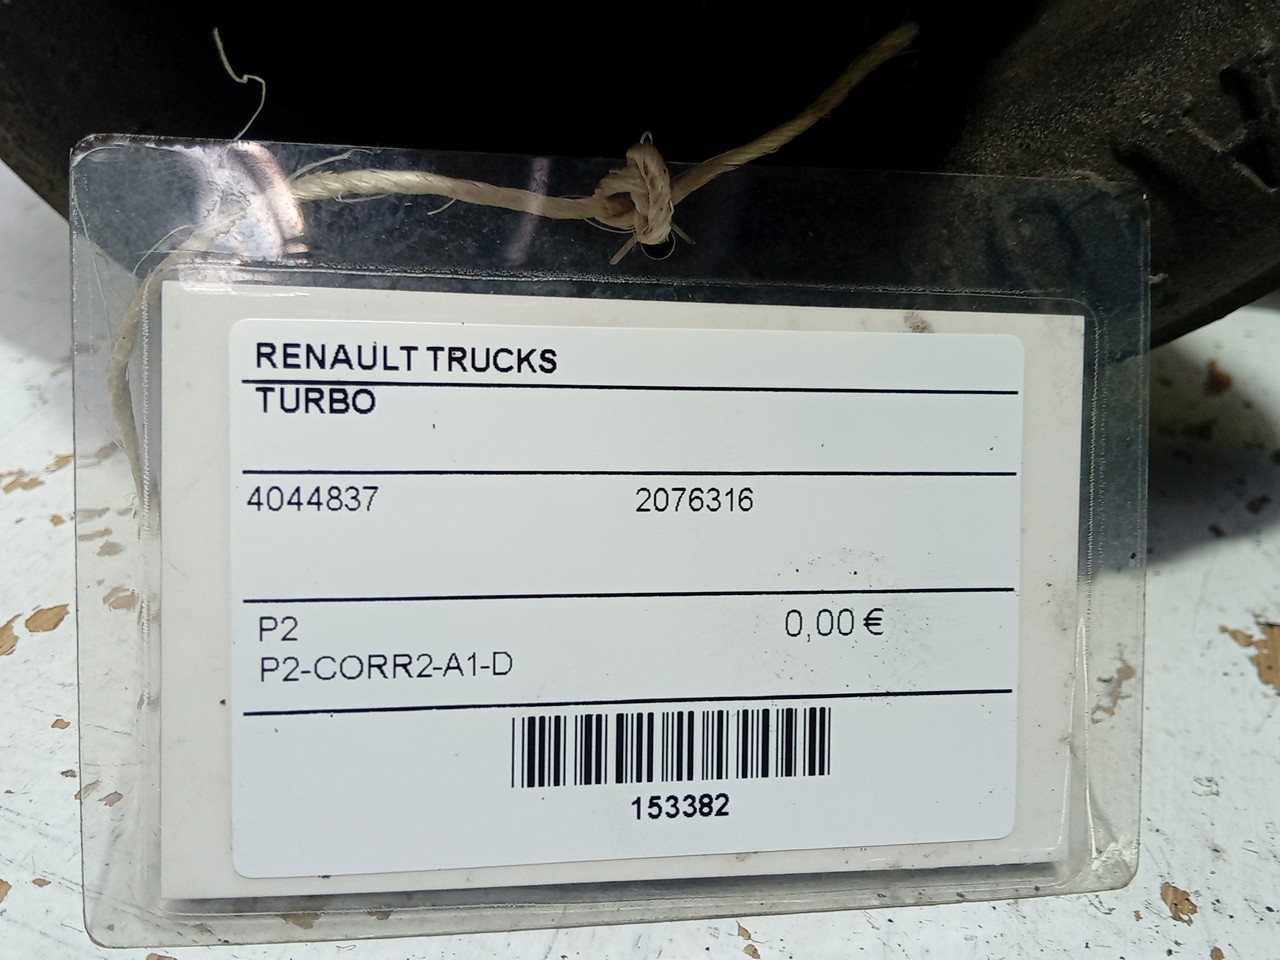 RENAULT TRUCKS
TURBO
4044837 2076316
P2 0,00 €
P2-CORR2-A1-D
153382